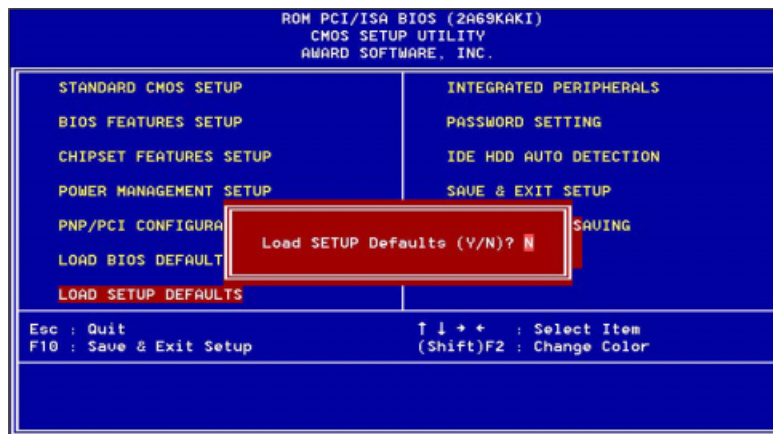 ROM PCI/ISA BIOS (2A69KAKI)
CMOS SETUP UTILITY
AWARD SOFTWARE, INC.
STANDARD CMOS SETUP
BIOS FEATURES SETUP
CHIPSET FEATURES SETUP
POWER MANAGEMENT SETUP
PNP/PCI CONFIGURA
LOAD BIOS DEFAULT
LOAD SETUP DEFAULTS
INTEGRATED PERIPHERALS
PASSWORD SETTING
IDE HDD AUTO DETECTION
SAVE & EXIT SETUP
SAVING
Load SETUP Defaults (Y/N)? N
Esc : Quit
F10 : Save & Exit Setup
↑ ↓ → ← : Select Item
(Shift)F2 : Change Color